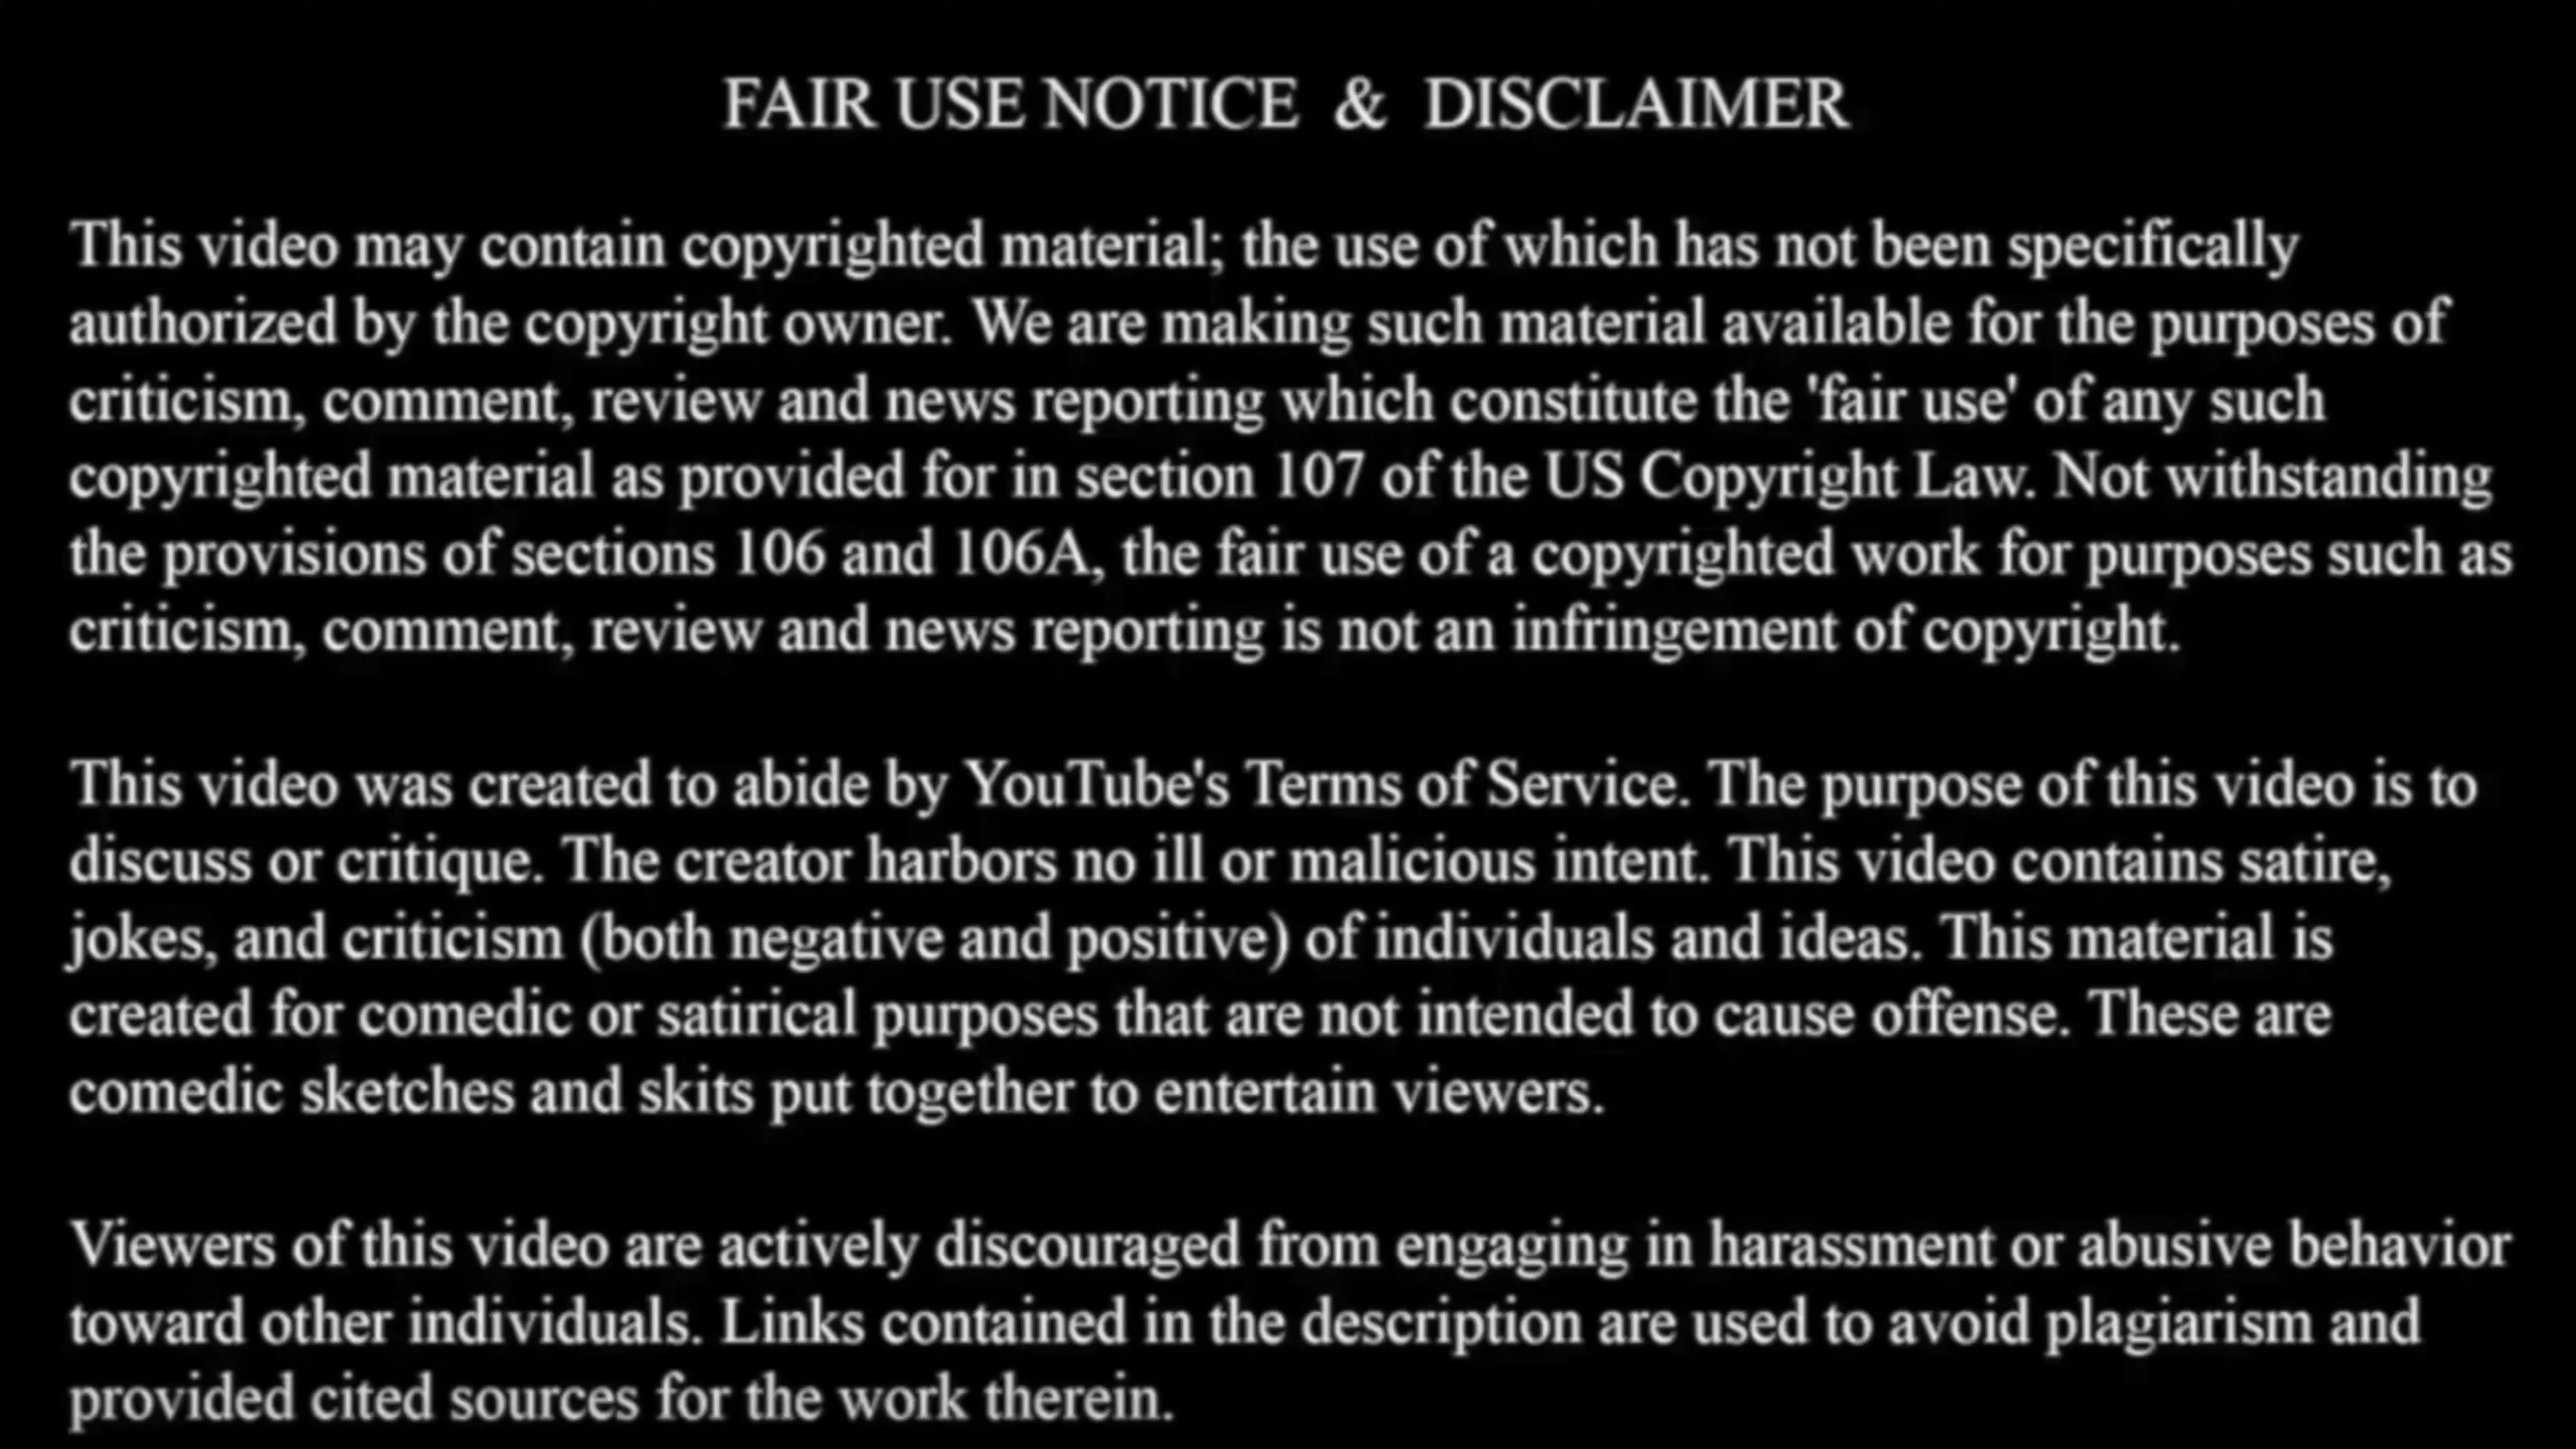 FAIR USE NOTICE & DISCLAIMER
This video may contain copyrighted material; the use of which has not been specifically
authorized by the copyright owner. We are making such material available for the purposes of
criticism, comment, review and news reporting which constitute the 'fair use' of any such
copyrighted material as provided for in section 107 of the US Copyright Law. Not withstanding
the provisions of sections 106 and 106A, the fair use of a copyrighted work for purposes such as
criticism, comment, review and news reporting is not an infringement of copyright.
This video was created to abide by YouTube's Terms of Service. The purpose of this video is to
discuss or critique. The creator harbors no ill or malicious intent. This video contains satire,
jokes, and criticism (both negative and positive) of individuals and ideas. This material is
created for comedic or satirical purposes that are not intended to cause offense. These are
comedic sketches and skits put together to entertain viewers.
Viewers of this video are actively discouraged from engaging in harassment or abusive behavior
toward other individuals. Links contained in the description are used to avoid plagiarism and
provided cited sources for the work therein.